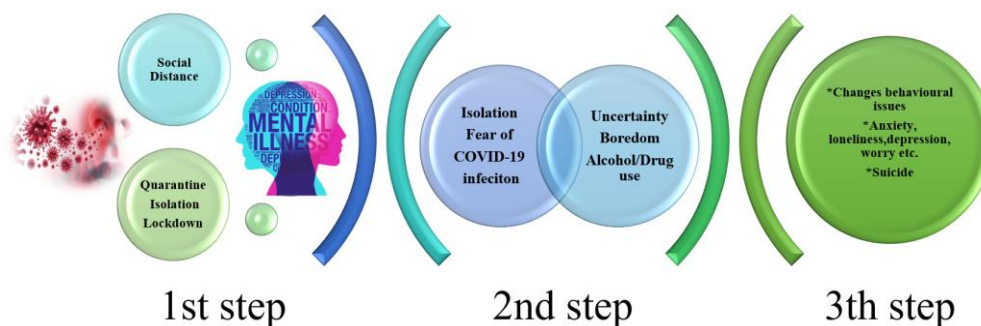 Social
Distance
Quarantine
Isolation
Lockdown
DEPRESSION
CONDITION
MENTAL
ILLNESS
Isolation
Fear of
COVID-19
infeciton
Uncertainty
Boredom
Alcohol/Drug
use
*Changes behavioural
issues
*Anxiety,
loneliness,depression,
worry etc.
*Suicide
1st step
2nd step
3th step